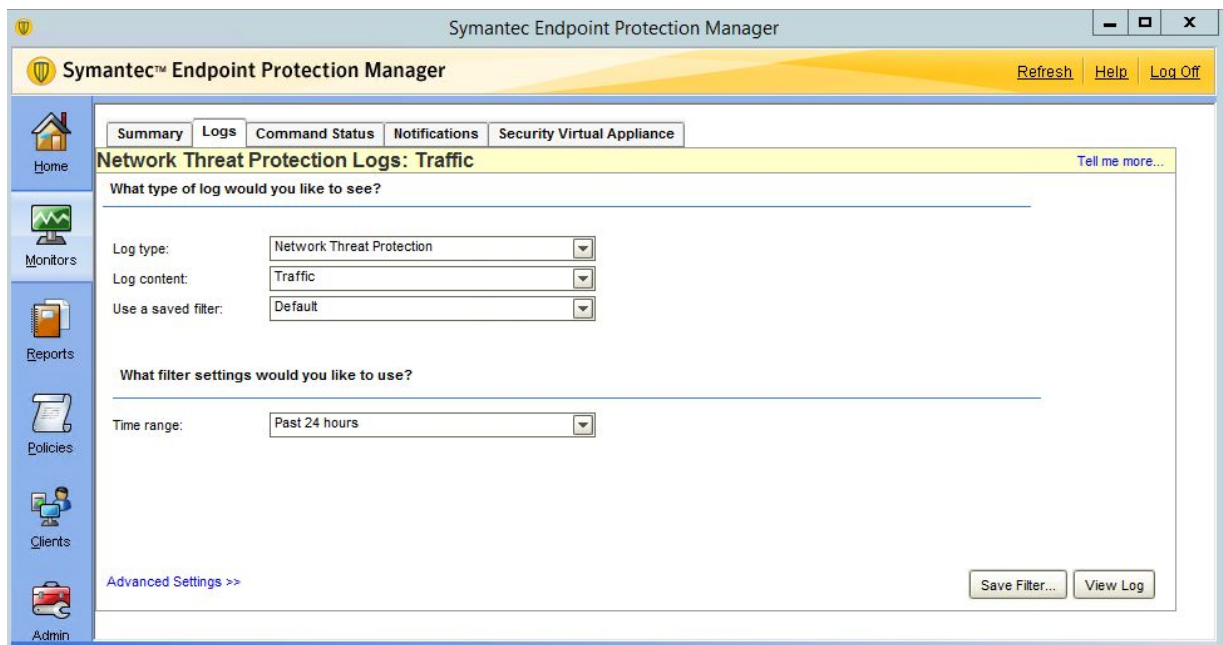 Symantec Endpoint Protection Manager
Symantec™ Endpoint Protection Manager
Refresh Help Log Off
Home
Monitors
Reports
Policies
Clients
Admin
Summary Logs Command Status Notifications Security Virtual Appliance
Network Threat Protection Logs: Traffic Tell me more...
What type of log would you like to see?
Log type: Network Threat Protection
Log content: Traffic
Use a saved filter: Default
What filter settings would you like to use?
Time range: Past 24 hours
Advanced Settings >> Save Filter... View Log